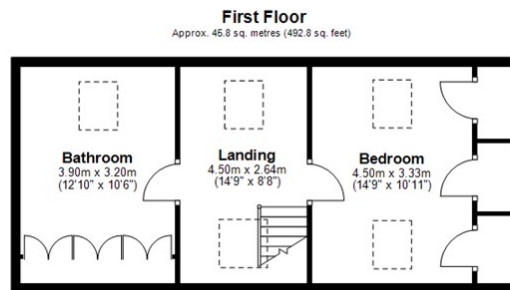 First Floor
Approx. 45.8 sq. metres (492.8 sq. feet)
Bathroom
3.90m x 3.20m
(12'10" x 10'6")
Landing
4.50m x 2.64m
(14'9" x 8'8")
Bedroom
4.50m x 3.33m
(14'9" x 10'11")